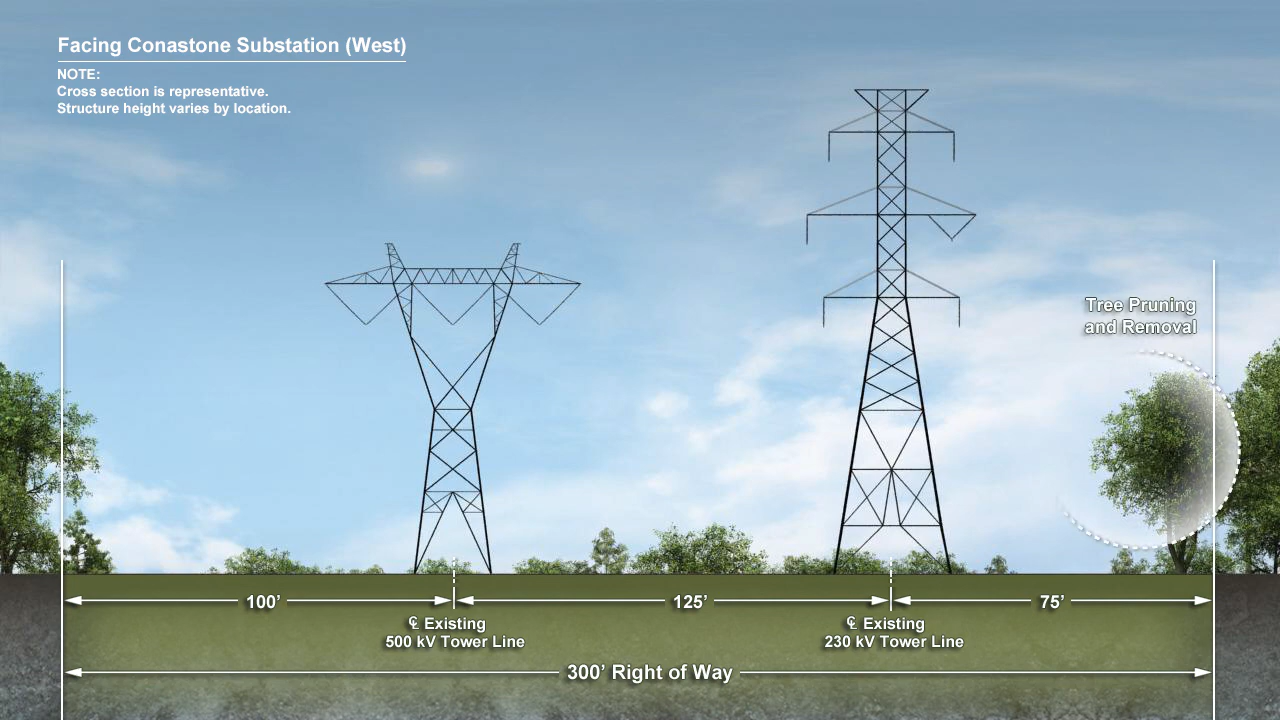 Facing Conastone Substation (West)
NOTE:
Cross section is representative.
Structure height varies by location.
Tree Pruning
and Removal
100’
125’
75’
℄ Existing
500 kV Tower Line
℄ Existing
230 kV Tower Line
300’ Right of Way